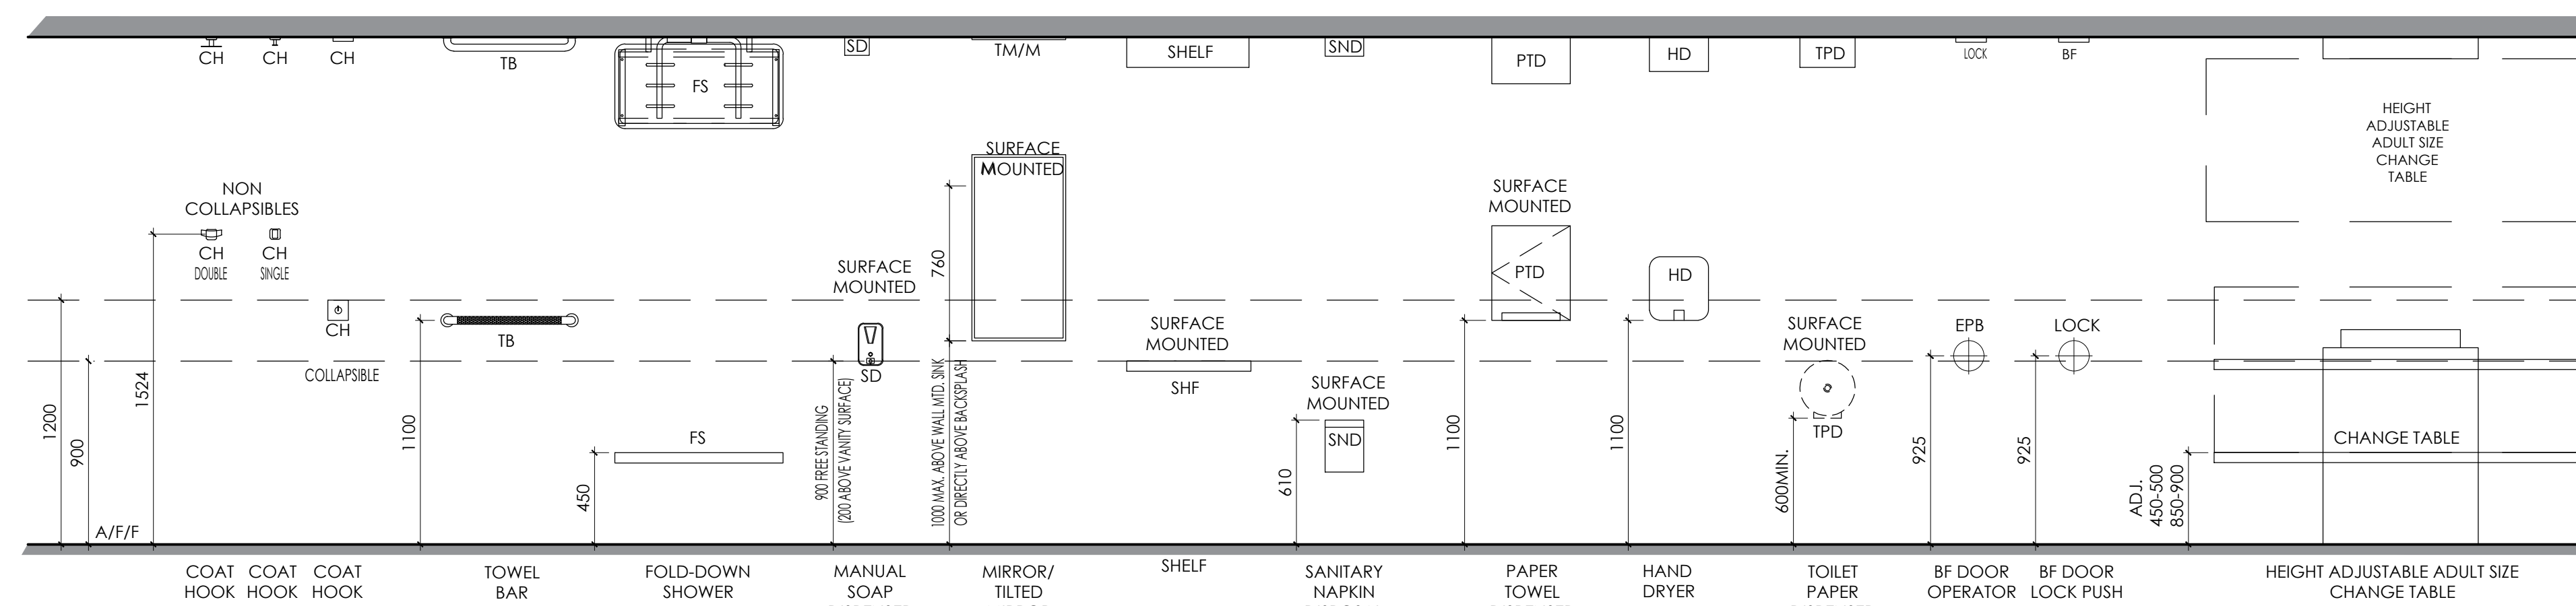 CH CH CH TB FS SD TM/M SHELF SND PTD HD TPD LOCK BF
HEIGHT
ADJUSTABLE
ADULT SIZE
CHANGE
TABLE
NON
COLLAPSIBLES
CH
DOUBLE
CH
SINGLE
CH
COLLAPSIBLE
1200
900
A/F/F
1524
TB
1100
FS
450
SURFACE
MOUNTED
SD
900 FREE STANDING
(200 ABOVE VANITY SURFACE)
SURFACE
MOUNTED
760
1000 MAX. ABOVE WALL MTD. SINK
OR DIRECTLY ABOVE BACKSPLASH
SURFACE
MOUNTED
SHF
SURFACE
MOUNTED
SND
610
SURFACE
MOUNTED
PTD
1100
HD
1100
SURFACE
MOUNTED
TPD
600MIN.
EPB
925
LOCK
925
CHANGE TABLE
ADJ.
450-500
850-900
COAT
HOOK
COAT
HOOK
COAT
HOOK
TOWEL
BAR
FOLD-DOWN
SHOWER
MANUAL
SOAP
MIRROR/
TILTED
SHELF
SANITARY
NAPKIN
PAPER
TOWEL
HAND
DRYER
TOILET
PAPER
BF DOOR
OPERATOR
BF DOOR
LOCK PUSH
HEIGHT ADJUSTABLE ADULT SIZE
CHANGE TABLE